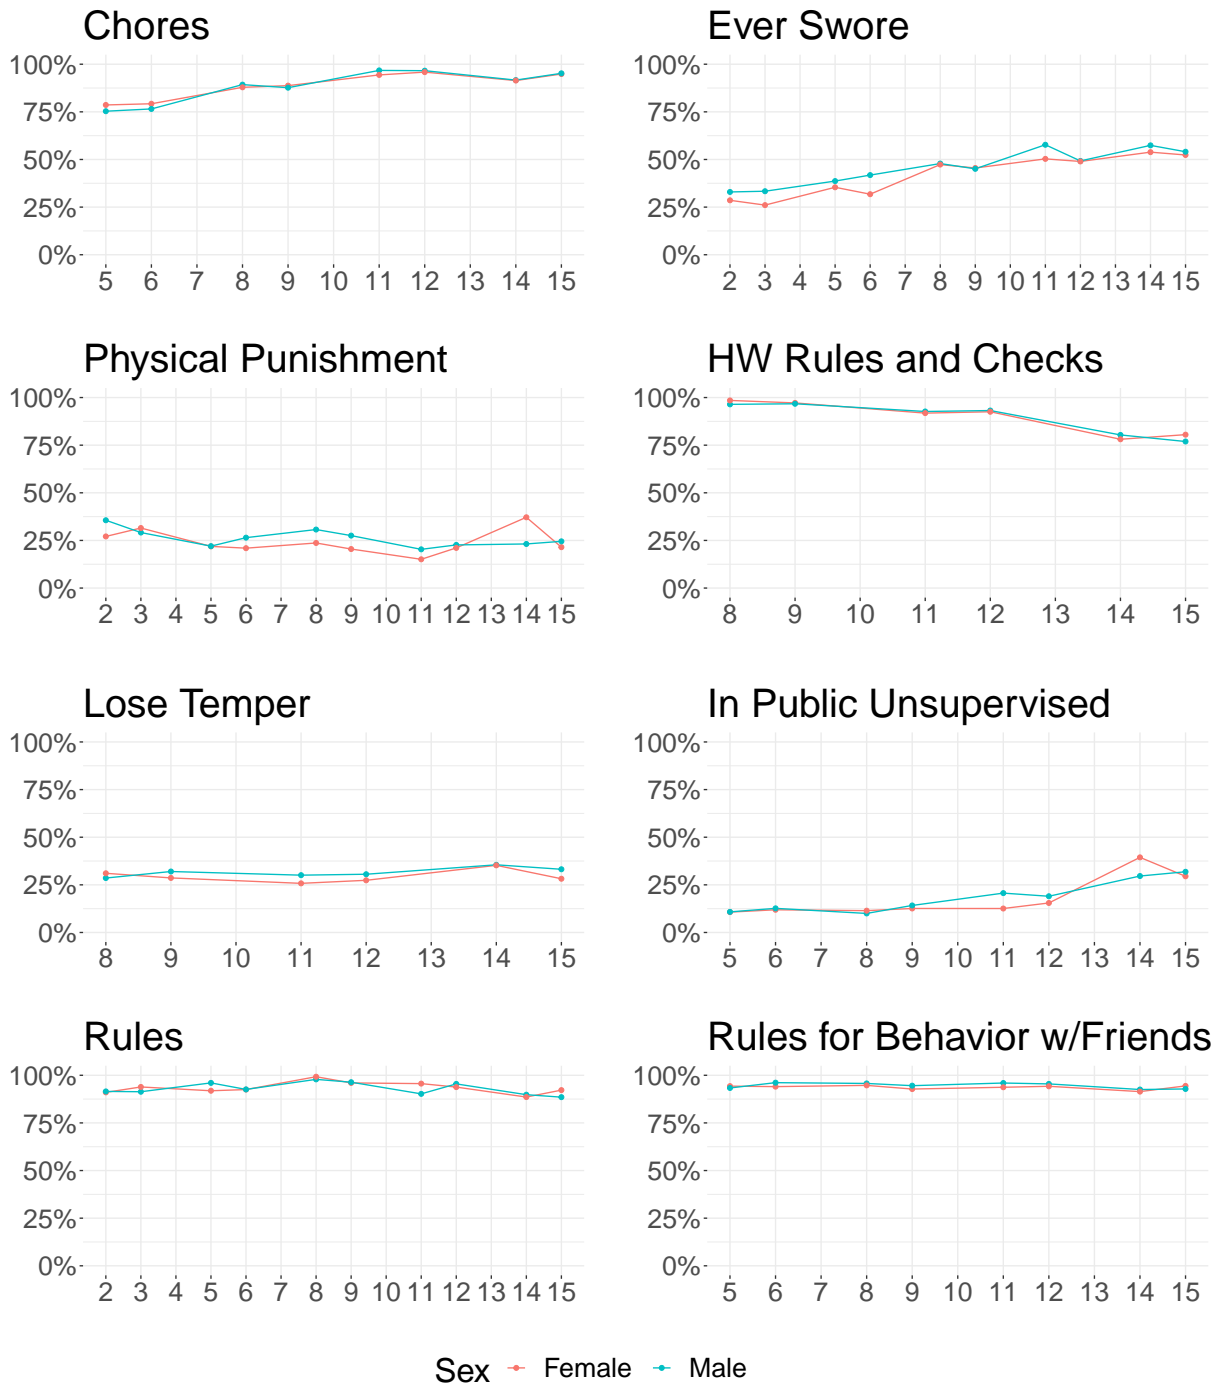 Chores
100%
75%
50%
25%
0%
5 6 7 8 9 10 11 12 14 15
Ever Swore
100%
75%
50%
25%
0%
2 3 4 5 6 7 8 9 10 11 12 13 14 15
Physical Punishment
100%
75%
50%
25%
0%
2 3 4 5 6 7 8 9 10 11 12 13 14 15
HW Rules and Checks
100%
75%
50%
25%
0%
8 9 10 11 12 13 14 15
Lose Temper
100%
75%
50%
25%
0%
8 9 10 11 12 13 14 15
In Public Unsupervised
100%
75%
50%
25%
0%
5 6 7 8 9 10 11 12 13 14 15
Rules
100%
75%
50%
25%
0%
2 3 4 5 6 7 8 9 10 11 12 13 14 15
Rules for Behavior w/Friends
100%
75%
50%
25%
0%
5 6 7 8 9 10 11 12 13 14 15
Sex Female Male